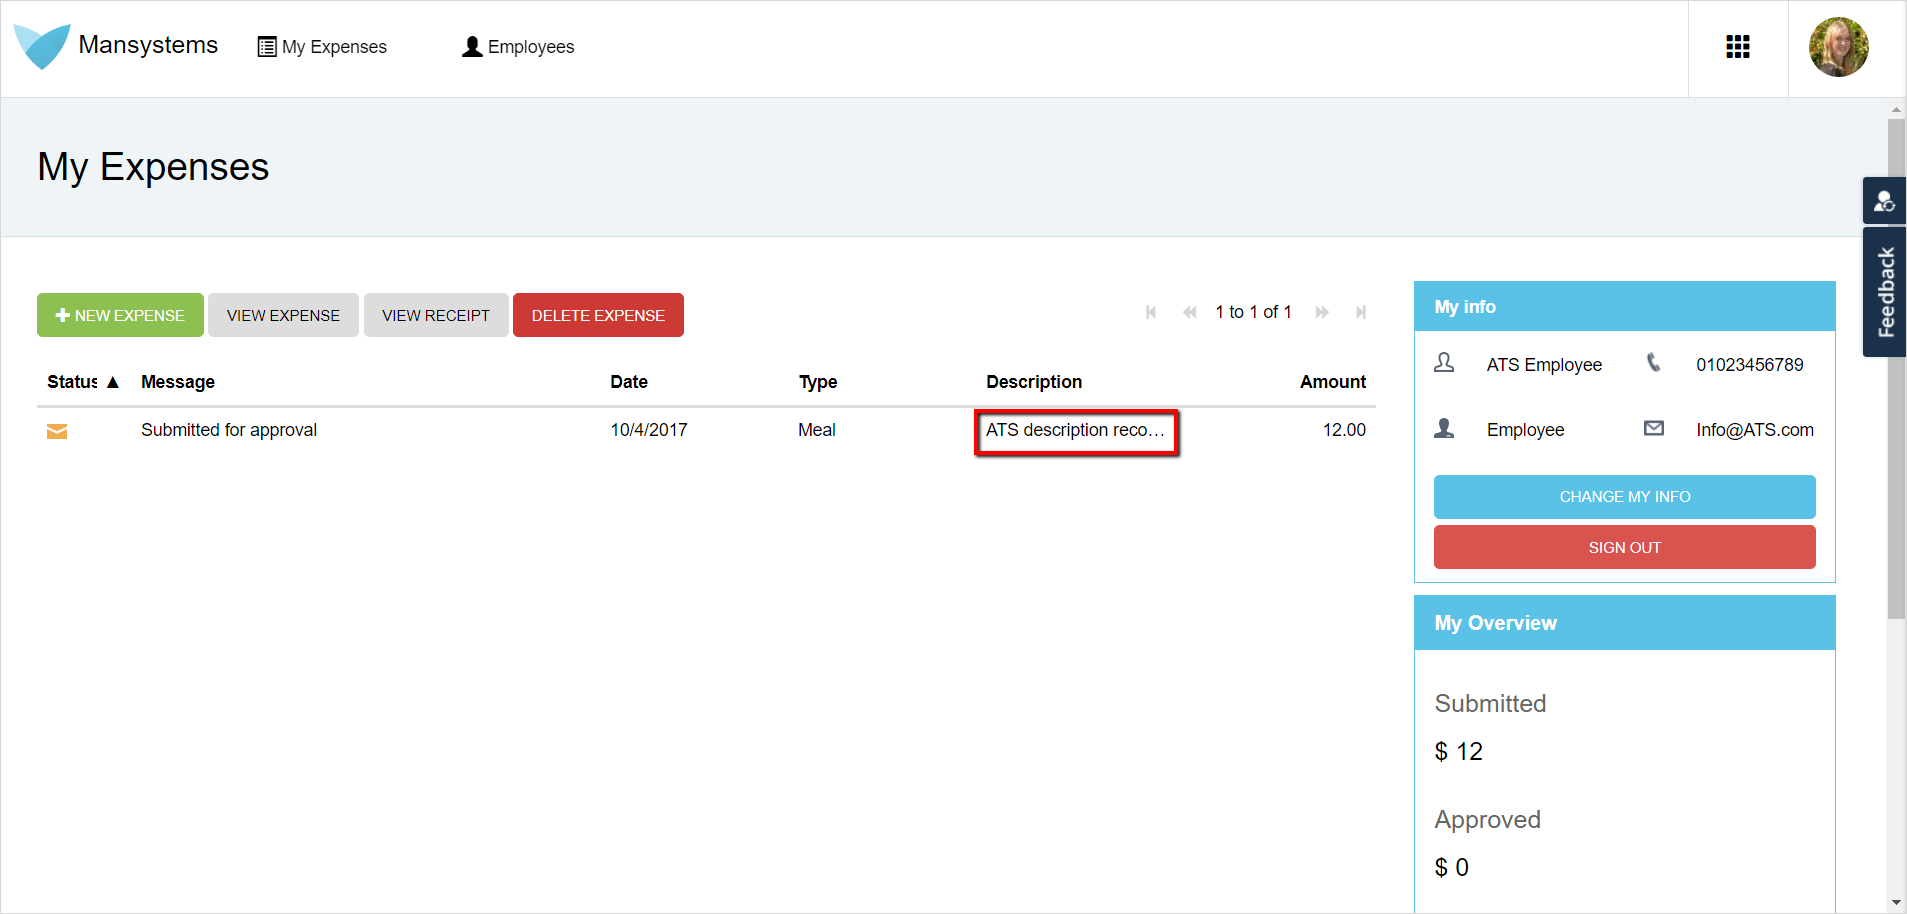 Mansystems
My Expenses
Employees
My Expenses
Feedback
NEW EXPENSE
VIEW EXPENSE
VIEW RECEIPT
DELETE EXPENSE
1 to 1 of 1
Status ▲ Message Date Type Description Amount
Submitted for approval 10/4/2017 Meal ATS description reco... 12.00
My info
ATS Employee 01023456789
Employee Info@ATS.com
CHANGE MY INFO
SIGN OUT
My Overview
Submitted
$ 12
Approved
$ 0